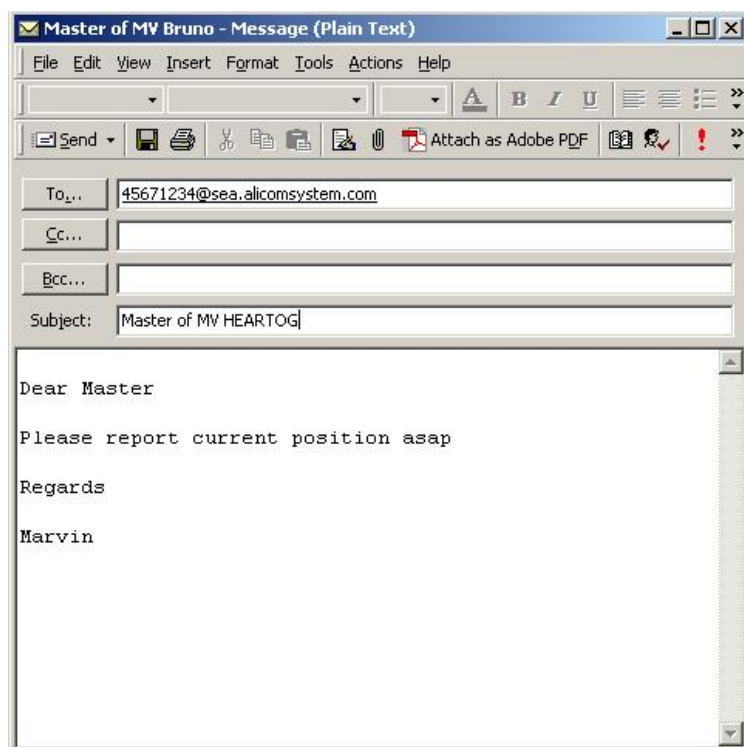 Master of MV Bruno - Message (Plain Text)
File Edit View Insert Format Tools Actions Help
A B I U
Send Attach as Adobe PDF
To... 45671234@sea.alicomsystem.com
Cc...
Bcc...
Subject: Master of MV HEARTOG
Dear Master
Please report current position asap
Regards
Marvin